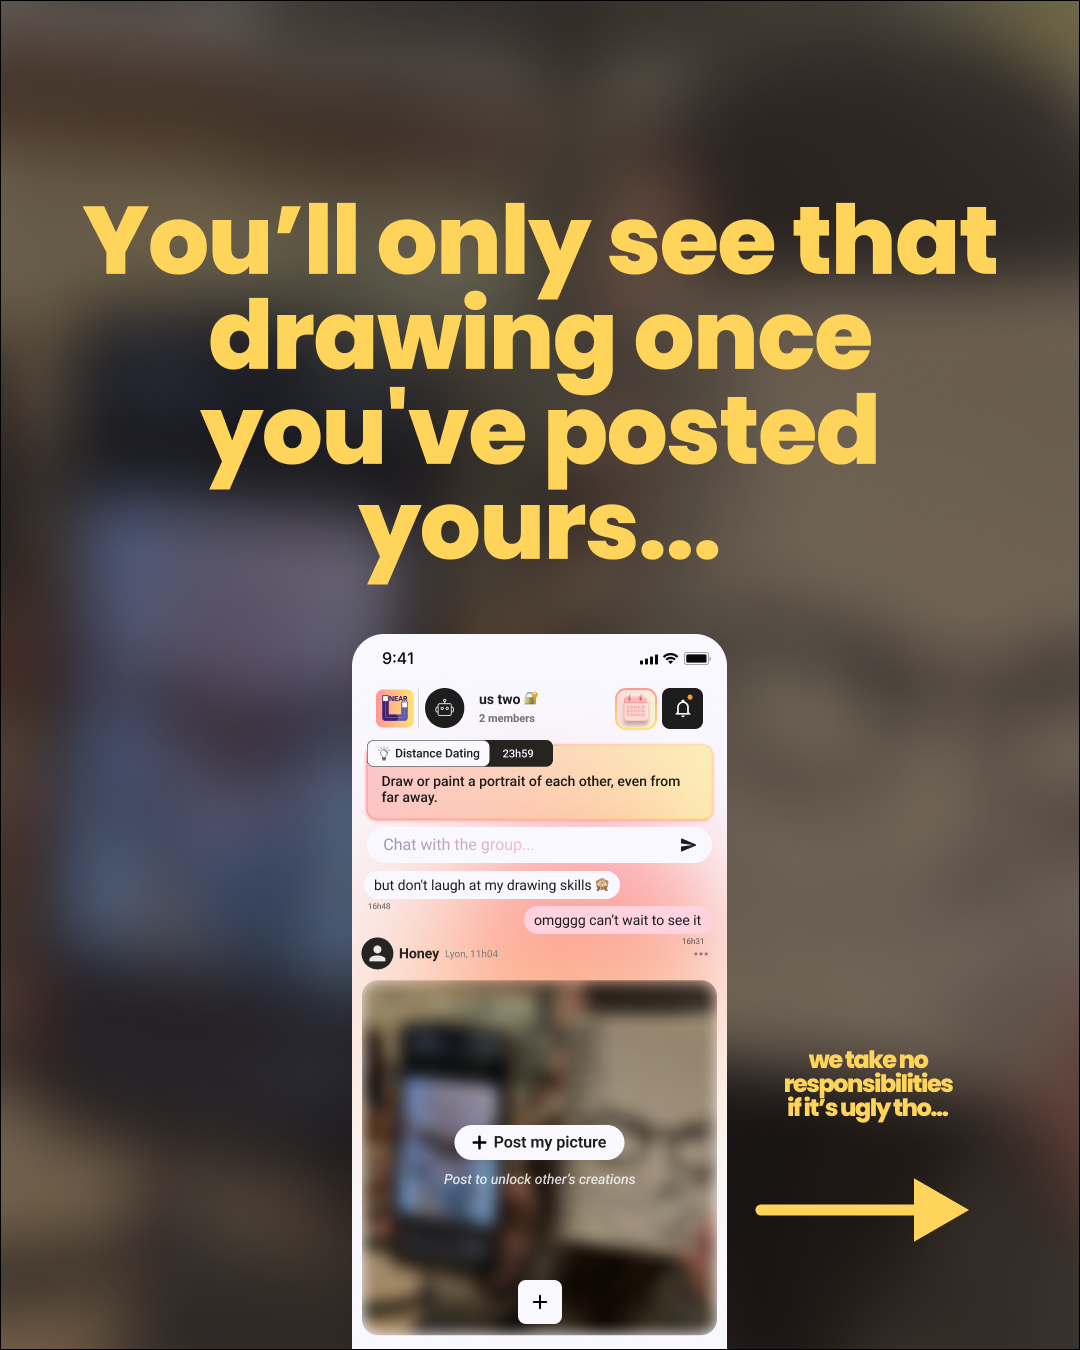 You’ll only see that
drawing once
you've posted
yours...
9:41
NEAR
us two 🔐
2 members
Distance Dating
23h59
Draw or paint a portrait of each other, even from
far away.
Chat with the group...
but don't laugh at my drawing skills 🙈
16h48
omgggg can’t wait to see it
16h31
Honey Lyon, 11h04
Post my picture
Post to unlock other’s creations
we take no
responsibilities
if it’s ugly tho...